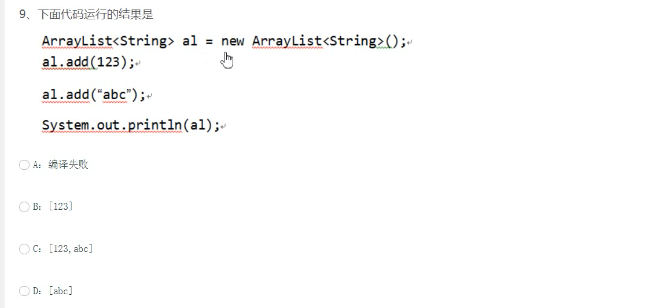 9、下面代码运行的结果是
ArrayList<String> al = new ArrayList<String>();↵
al.add(123);↵
al.add(“abc”);↵
System.out.println(al);↵
A：编译失败
B：[123]
C：[123,abc]
D：[abc]